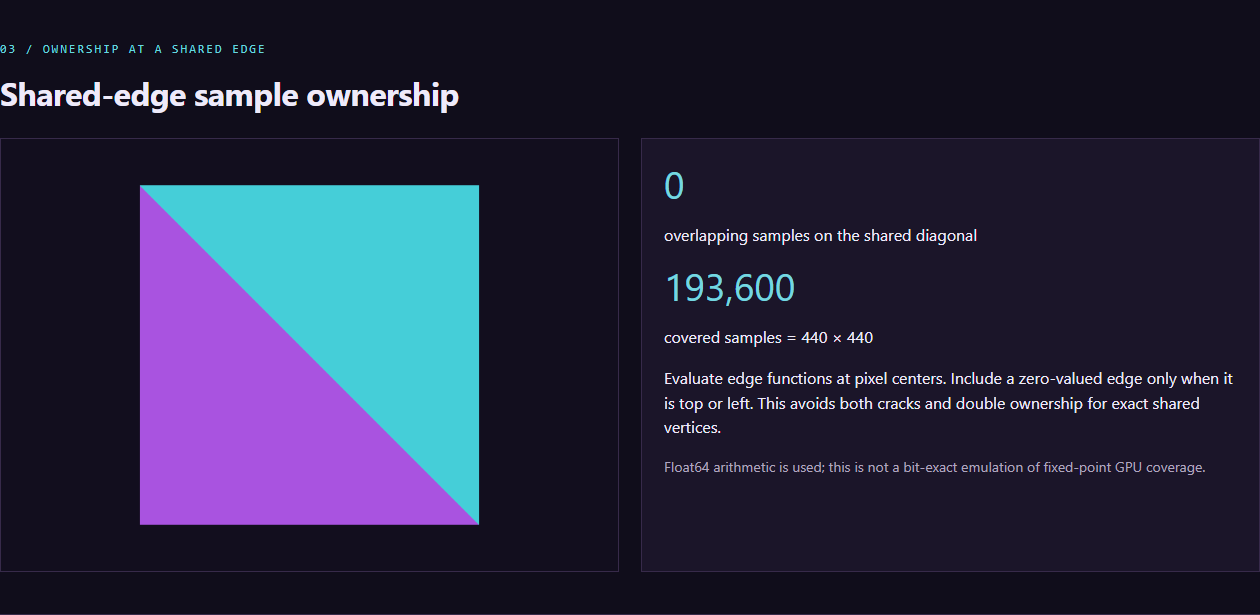 03 / OWNERSHIP AT A SHARED EDGE
Shared-edge sample ownership
0
overlapping samples on the shared diagonal
193,600
covered samples = 440 × 440
Evaluate edge functions at pixel centers. Include a zero-valued edge only when it
is top or left. This avoids both cracks and double ownership for exact shared
vertices.
Float64 arithmetic is used; this is not a bit-exact emulation of fixed-point GPU coverage.